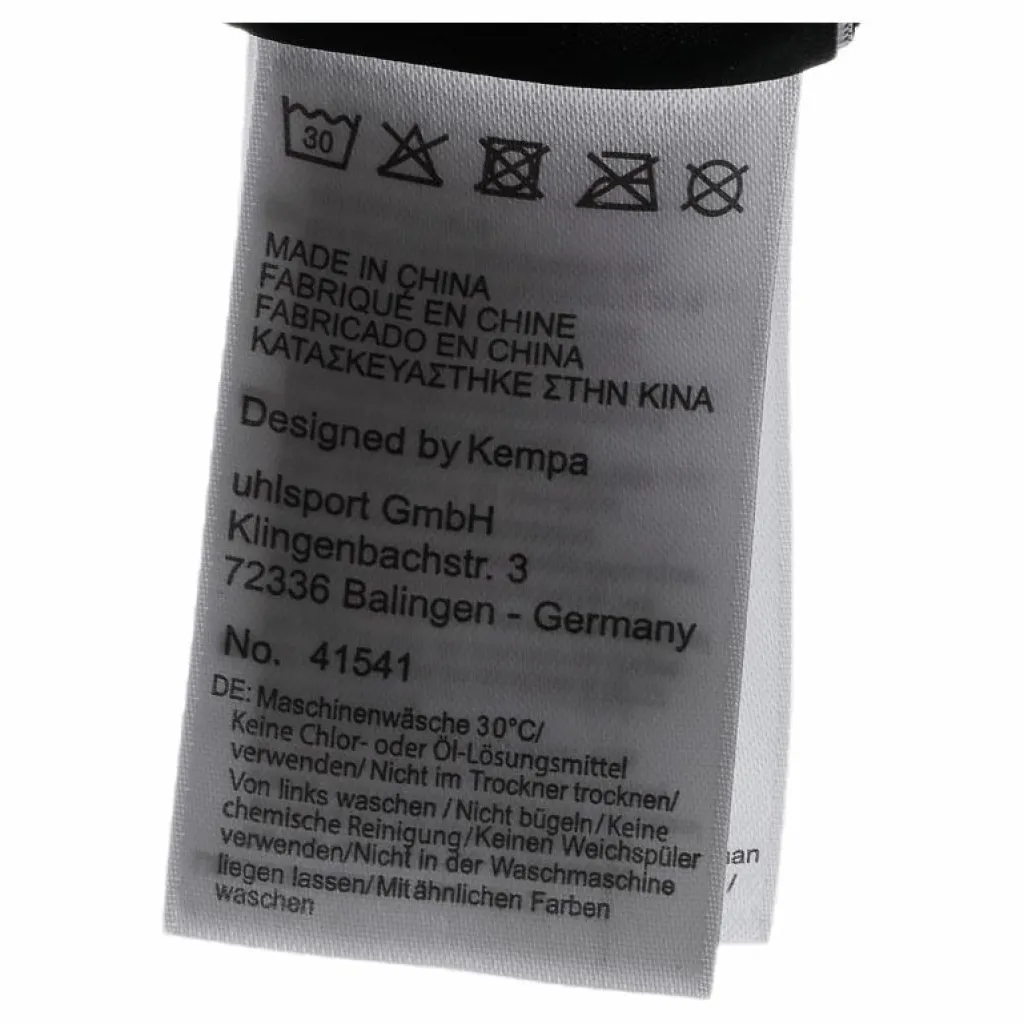 30
MADE IN CHINA
FABRIQUÉ EN CHINE
FABRICADO EN CHINA
ΚΑΤΑΣΚΕΥΑΣΤΗΚΕ ΣΤΗΝ ΚΙΝΑ
Designed by Kempa
uhlsport GmbH
Klingenbachstr. 3
72336 Balingen - Germany
No. 41541
DE: Maschinenwäsche 30°C/
Keine Chlor- oder Öl-Lösungsmittel
verwenden/ Nicht im Trockner trocknen/
Von links waschen / Nicht bügeln/Keine
chemische Reinigung/Keinen Weichspüler
verwenden/Nicht in der Waschmaschine
liegen lassen/Mit ähnlichen Farben
waschen